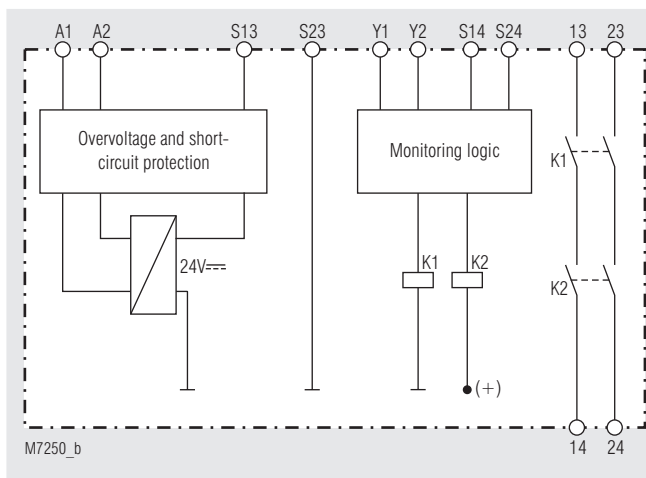 A1 A2 S13 S23 Y1 Y2 S14 S24 13 23
Overvoltage and short-
circuit protection
Monitoring logic
K1
24V⎓
K1 K2
K2
(+)
M7250_b
14 24